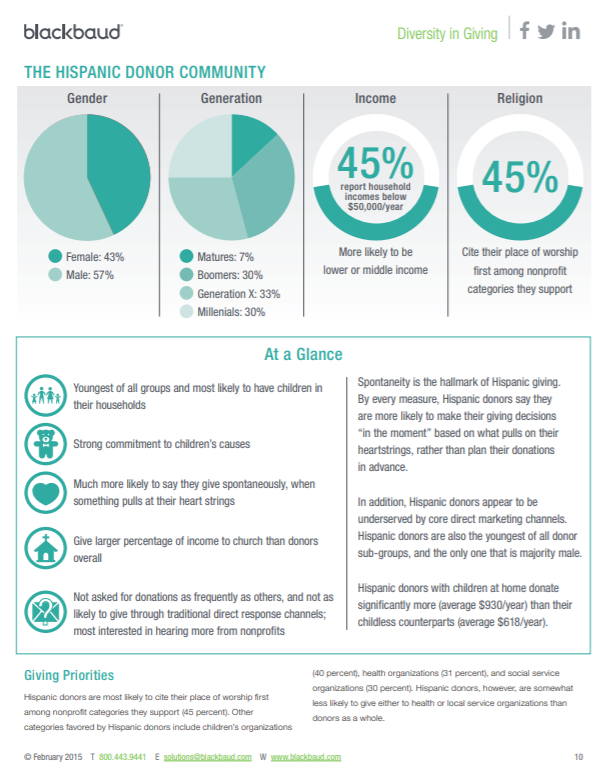 blackbaud®
Diversity in Giving
THE HISPANIC DONOR COMMUNITY
Gender
Female: 43%
Male: 57%
Generation
Matures: 7%
Boomers: 30%
Generation X: 33%
Millenials: 30%
Income
45%
report household
incomes below
$50,000/year
More likely to be
lower or middle income
Religion
45%
Cite their place of worship
first among nonprofit
categories they support
At a Glance
Youngest of all groups and most likely to have children in
their households
Strong commitment to children's causes
Much more likely to say they give spontaneously, when
something pulls at their heart strings
Give larger percentage of income to church than donors
overall
Not asked for donations as frequently as others, and not as
likely to give through traditional direct response channels;
most interested in hearing more from nonprofits
Spontaneity is the hallmark of Hispanic giving.
By every measure, Hispanic donors say they
are more likely to make their giving decisions
“in the moment” based on what pulls on their
heartstrings, rather than plan their donations
in advance.
In addition, Hispanic donors appear to be
underserved by core direct marketing channels.
Hispanic donors are also the youngest of all donor
sub-groups, and the only one that is majority male.
Hispanic donors with children at home donate
significantly more (average $930/year) than their
childless counterparts (average $618/year).
Giving Priorities
Hispanic donors are most likely to cite their place of worship first
among nonprofit categories they support (45 percent). Other
categories favored by Hispanic donors include children's organizations
(40 percent), health organizations (31 percent), and social service
organizations (30 percent). Hispanic donors, however, are somewhat
less likely to give either to health or local service organizations than
donors as a whole.
© February 2015 T 800.443.9441 E solutions@blackbaud.com W www.blackbaud.com
10